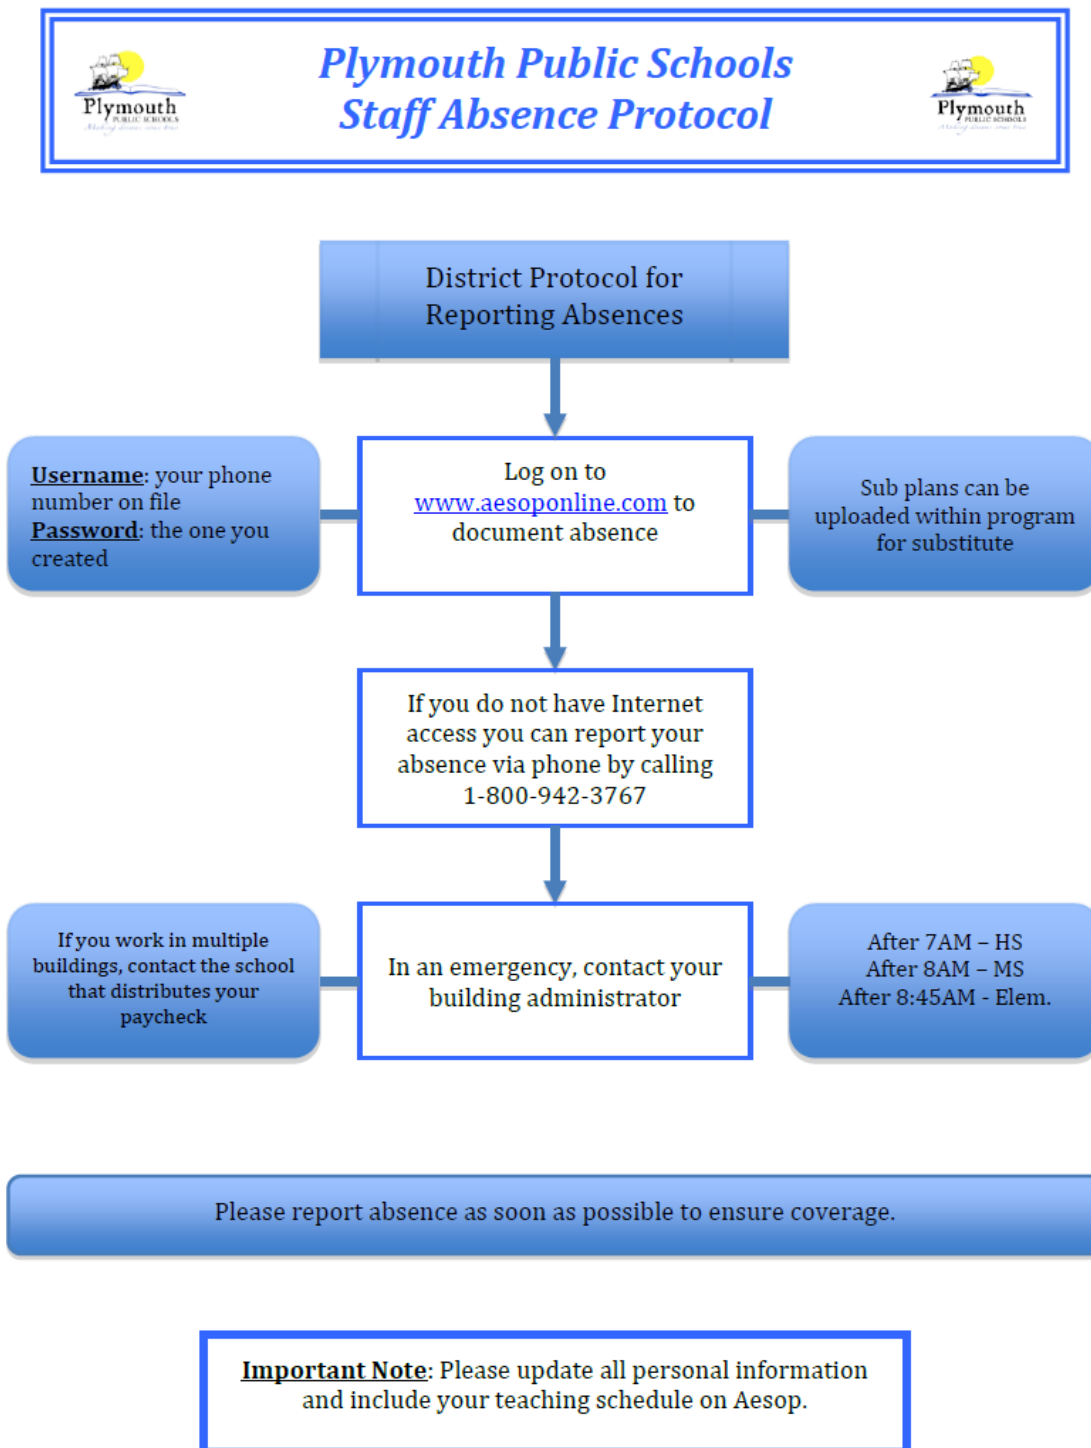 Plymouth Public Schools
Staff Absence Protocol
Plymouth
PUBLIC SCHOOLS
Plymouth
PUBLIC SCHOOLS
District Protocol for
Reporting Absences
Username: your phone
number on file
Password: the one you
created
Log on to
www.aesoponline.com to
document absence
Sub plans can be
uploaded within program
for substitute
If you do not have Internet
access you can report your
absence via phone by calling
1-800-942-3767
If you work in multiple
buildings, contact the school
that distributes your
paycheck
In an emergency, contact your
building administrator
After 7AM – HS
After 8AM – MS
After 8:45AM - Elem.
Please report absence as soon as possible to ensure coverage.
Important Note: Please update all personal information
and include your teaching schedule on Aesop.